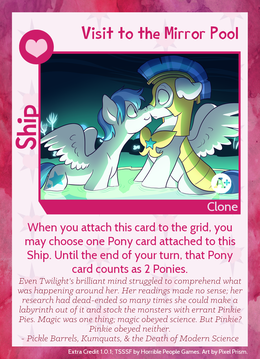 Visit to the Mirror Pool
Ship
Clone
When you attach this card to the grid, you
may choose one Pony card attached to this
Ship. Until the end of your turn, that Pony
card counts as 2 Ponies.
Even Twilight's brilliant mind struggled to comprehend what
was happening around her. Her readings made no sense; her
research had dead-ended so many times she could make a
labyrinth out of it and stock the monsters with errant Pinkie
Pies. Magic was one thing; magic obeyed science. But Pinkie?
Pinkie obeyed neither.
- Pickle Barrels, Kumquats, & the Death of Modern Science
Extra Credit 1.0.1; TSSSF by Horrible People Games. Art by Pixel Prism.